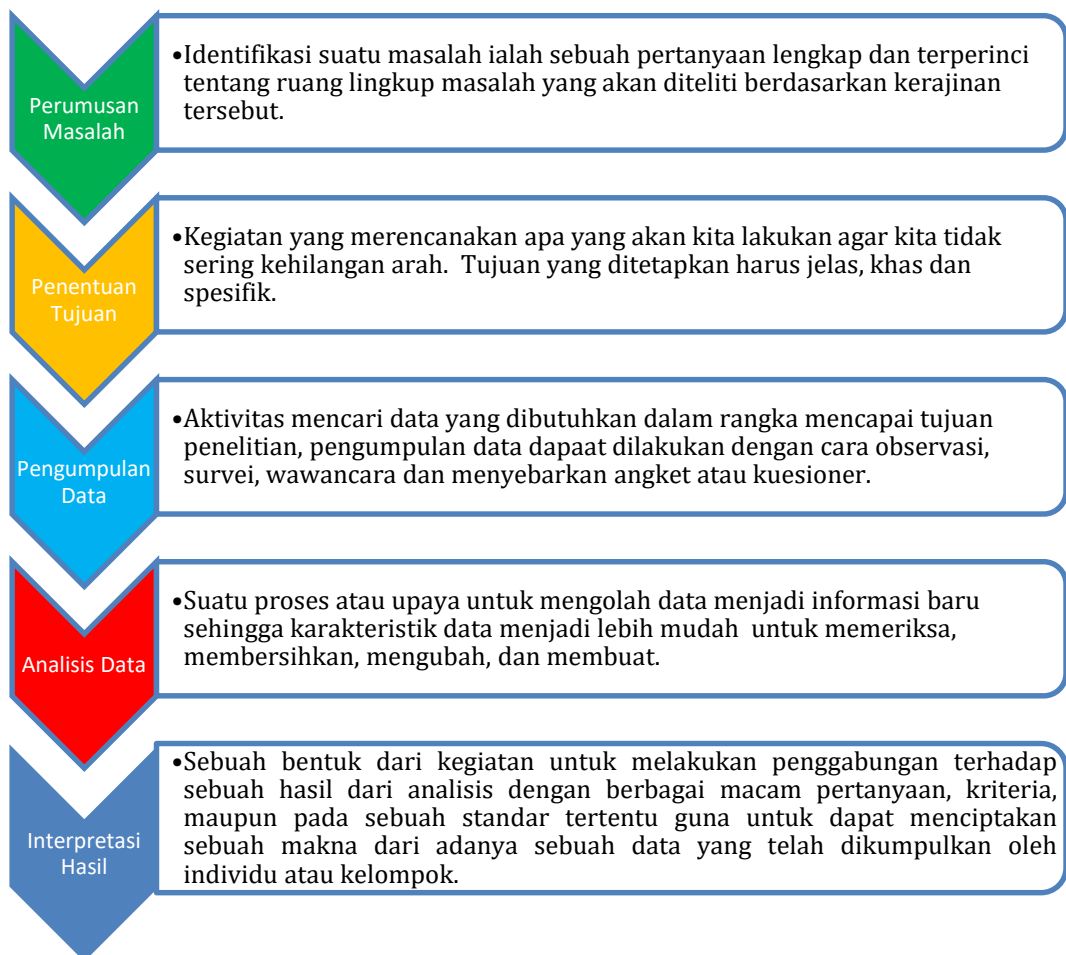 Perumusan
Masalah
•Identifikasi suatu masalah ialah sebuah pertanyaan lengkap dan terperinci
tentang ruang lingkup masalah yang akan diteliti berdasarkan kerajinan
tersebut.
Penentuan
Tujuan
•Kegiatan yang merencanakan apa yang akan kita lakukan agar kita tidak
sering kehilangan arah. Tujuan yang ditetapkan harus jelas, khas dan
spesifik.
Pengumpulan
Data
•Aktivitas mencari data yang dibutuhkan dalam rangka mencapai tujuan
penelitian, pengumpulan data dapaat dilakukan dengan cara observasi,
survei, wawancara dan menyebarkan angket atau kuesioner.
Analisis Data
•Suatu proses atau upaya untuk mengolah data menjadi informasi baru
sehingga karakteristik data menjadi lebih mudah untuk memeriksa,
membersihkan, mengubah, dan membuat.
Interpretasi
Hasil
•Sebuah bentuk dari kegiatan untuk melakukan penggabungan terhadap
sebuah hasil dari analisis dengan berbagai macam pertanyaan, kriteria,
maupun pada sebuah standar tertentu guna untuk dapat menciptakan
sebuah makna dari adanya sebuah data yang telah dikumpulkan oleh
individu atau kelompok.